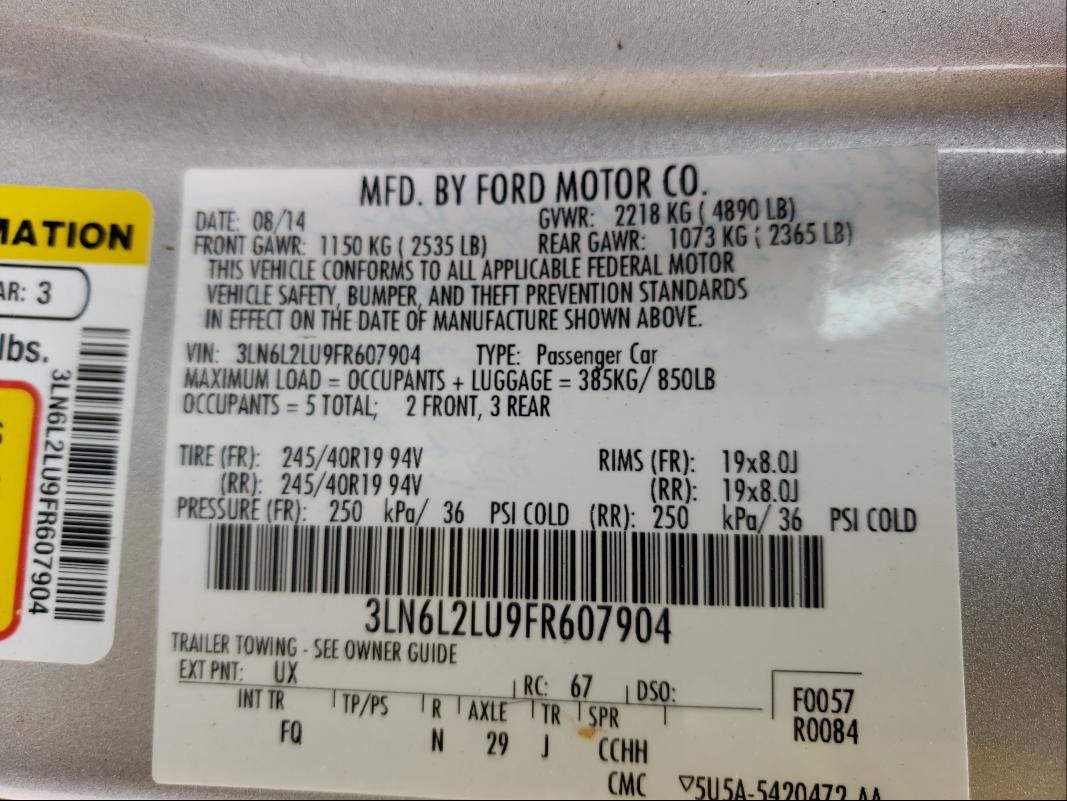 MATION
AR: 3
lbs.
3LN6L2LU9FR607904
MFD. BY FORD MOTOR CO.
DATE: 08/14 GVWR: 2218 KG ( 4890 LB)
FRONT GAWR: 1150 KG ( 2535 LB) REAR GAWR: 1073 KG ( 2365 LB)
THIS VEHICLE CONFORMS TO ALL APPLICABLE FEDERAL MOTOR
VEHICLE SAFETY, BUMPER, AND THEFT PREVENTION STANDARDS
IN EFFECT ON THE DATE OF MANUFACTURE SHOWN ABOVE.
VIN: 3LN6L2LU9FR607904 TYPE: Passenger Car
MAXIMUM LOAD = OCCUPANTS + LUGGAGE = 385KG/ 850LB
OCCUPANTS = 5 TOTAL; 2 FRONT, 3 REAR
TIRE (FR): 245/40R19 94V RIMS (FR): 19x8.0J
(RR): 245/40R19 94V (RR): 19x8.0J
PRESSURE (FR): 250 kPa/ 36 PSI COLD (RR): 250 kPa/ 36 PSI COLD
3LN6L2LU9FR607904
TRAILER TOWING - SEE OWNER GUIDE
EXT PNT: UX RC: 67 DSO:
INT TR TP/PS R AXLE TR SPR
FQ N 29 J CCHH
F0057
R0084
CMC ▽5U5A-5420472 AA